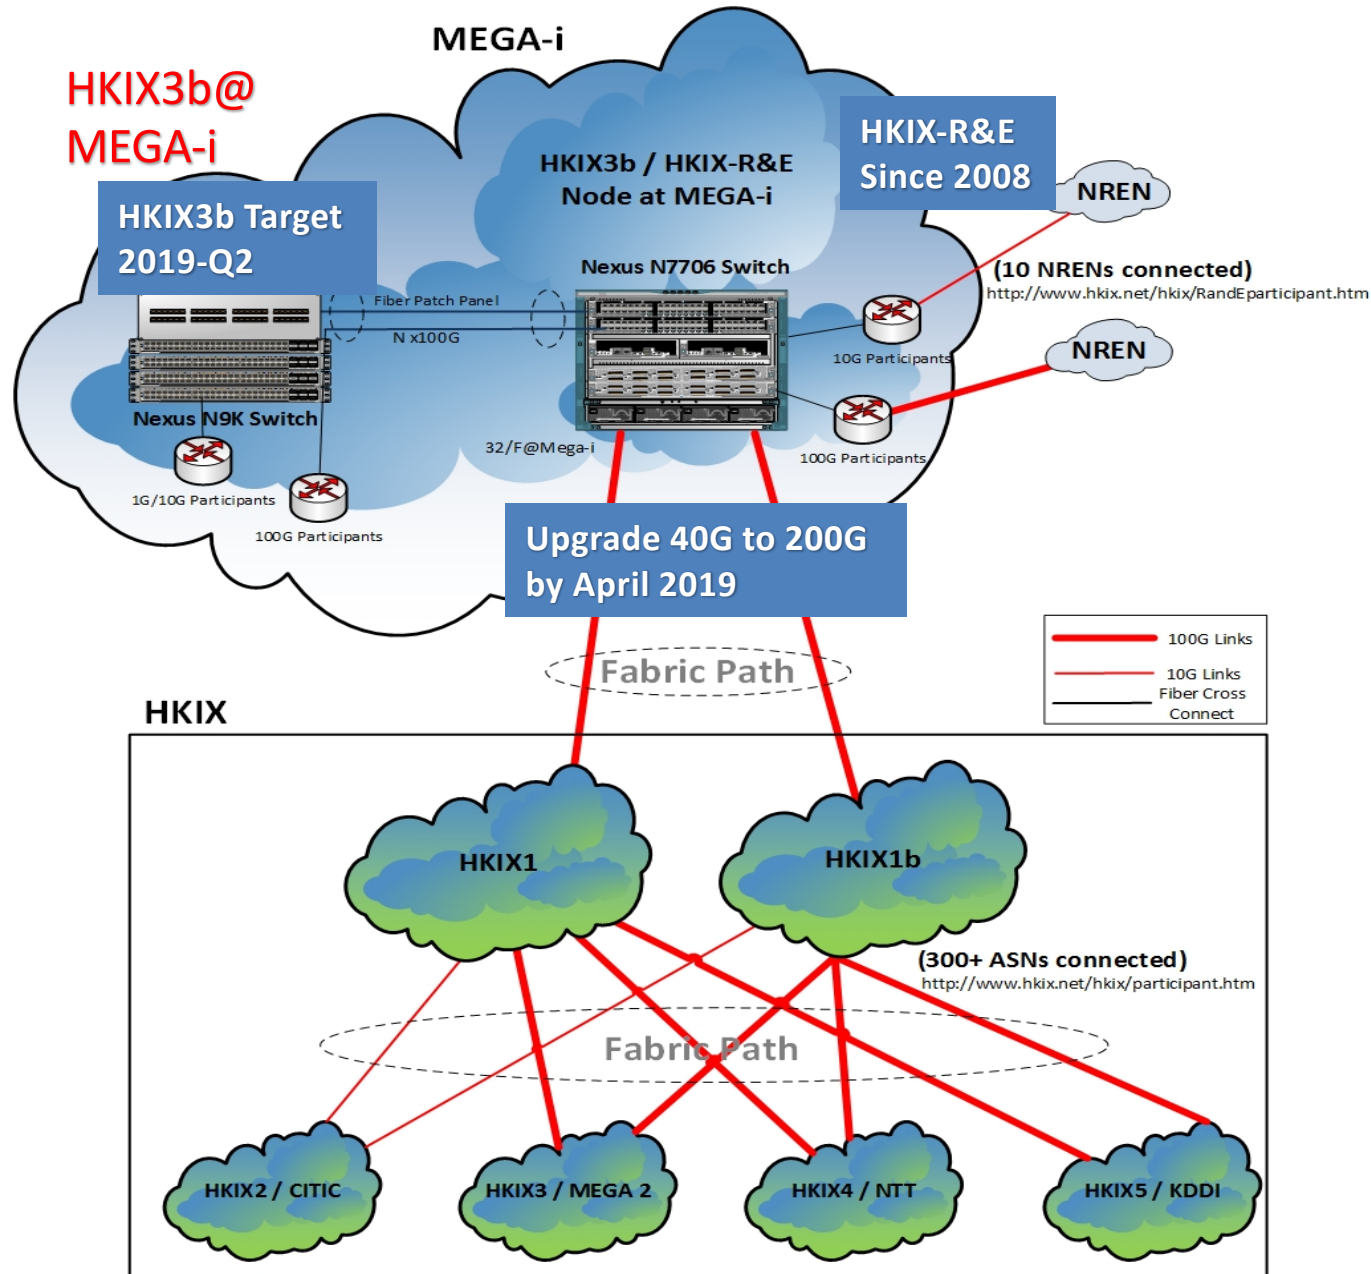 MEGA-i
HKIX3b@
MEGA-i
HKIX-R&E
Since 2008
HKIX3b / HKIX-R&E
Node at MEGA-i
NREN
HKIX3b Target
2019-Q2
Nexus N7706 Switch
(10 NRENs connected)
http://www.hkix.net/hkix/RandEparticipant.htm
Fiber Patch Panel
N x100G
10G Participants
NREN
Nexus N9K Switch
32/F@Mega-i
100G Participants
1G/10G Participants
100G Participants
Upgrade 40G to 200G
by April 2019
100G Links
10G Links
Fiber Cross
Connect
Fabric Path
HKIX
HKIX1
HKIX1b
(300+ ASNs connected)
http://www.hkix.net/hkix/participant.htm
Fabric Path
HKIX2 / CITIC
HKIX3 / MEGA 2
HKIX4 / NTT
HKIX5 / KDDI